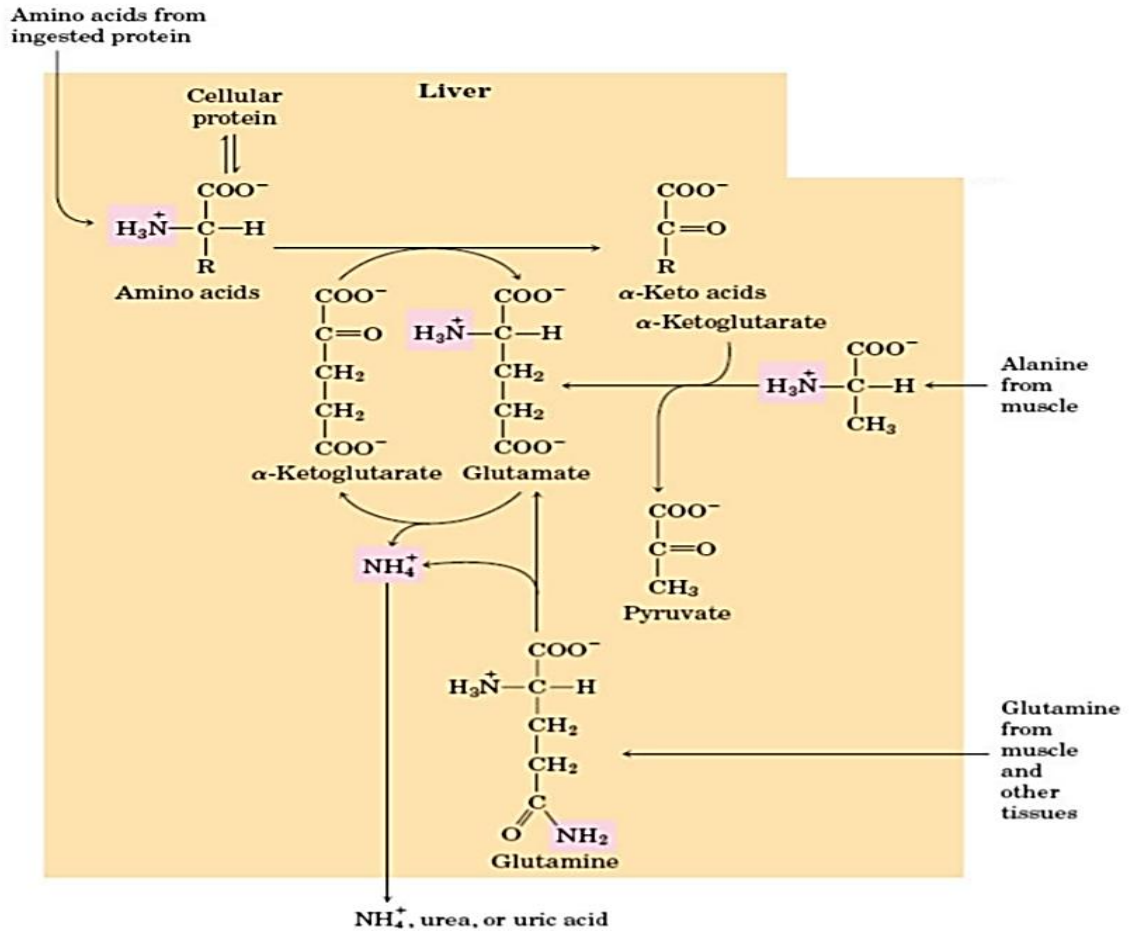 Amino acids from
ingested protein
Liver
Cellular
protein
COO⁻
H₃N⁺—C—H
R
Amino acids
COO⁻
C=O
R
α-Keto acids
COO⁻
C=O
CH₂
CH₂
COO⁻
α-Ketoglutarate
COO⁻
H₃N⁺—C—H
CH₂
CH₂
COO⁻
Glutamate
α-Ketoglutarate
COO⁻
H₃N⁺—C—H
CH₃
Alanine
from
muscle
COO⁻
C=O
CH₃
Pyruvate
NH₄⁺
COO⁻
H₃N⁺—C—H
CH₂
CH₂
C
O NH₂
Glutamine
Glutamine
from
muscle
and
other
tissues
NH₄⁺, urea, or uric acid